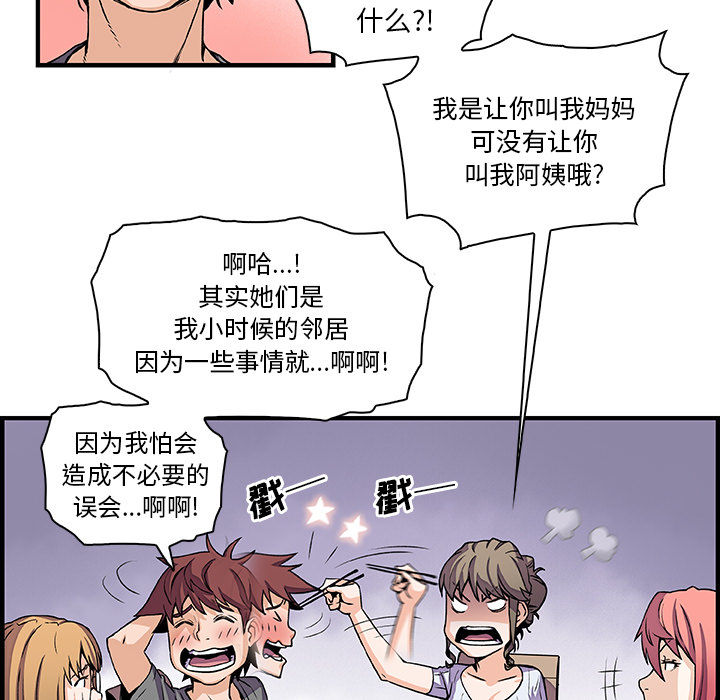 什么?!
我是让你叫我妈妈
可没有让你
叫我阿姨哦?
啊哈...!
其实她们是
我小时候的邻居
因为一些事情就...啊啊!
因为我怕会
造成不必要的
误会...啊啊!
戳一
戳一